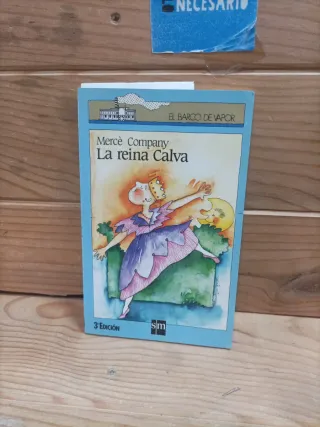 NECESARIO
EL BARCO DE VAPOR
Mercè Company
La reina Calva
3ª EDICIÓN
sm